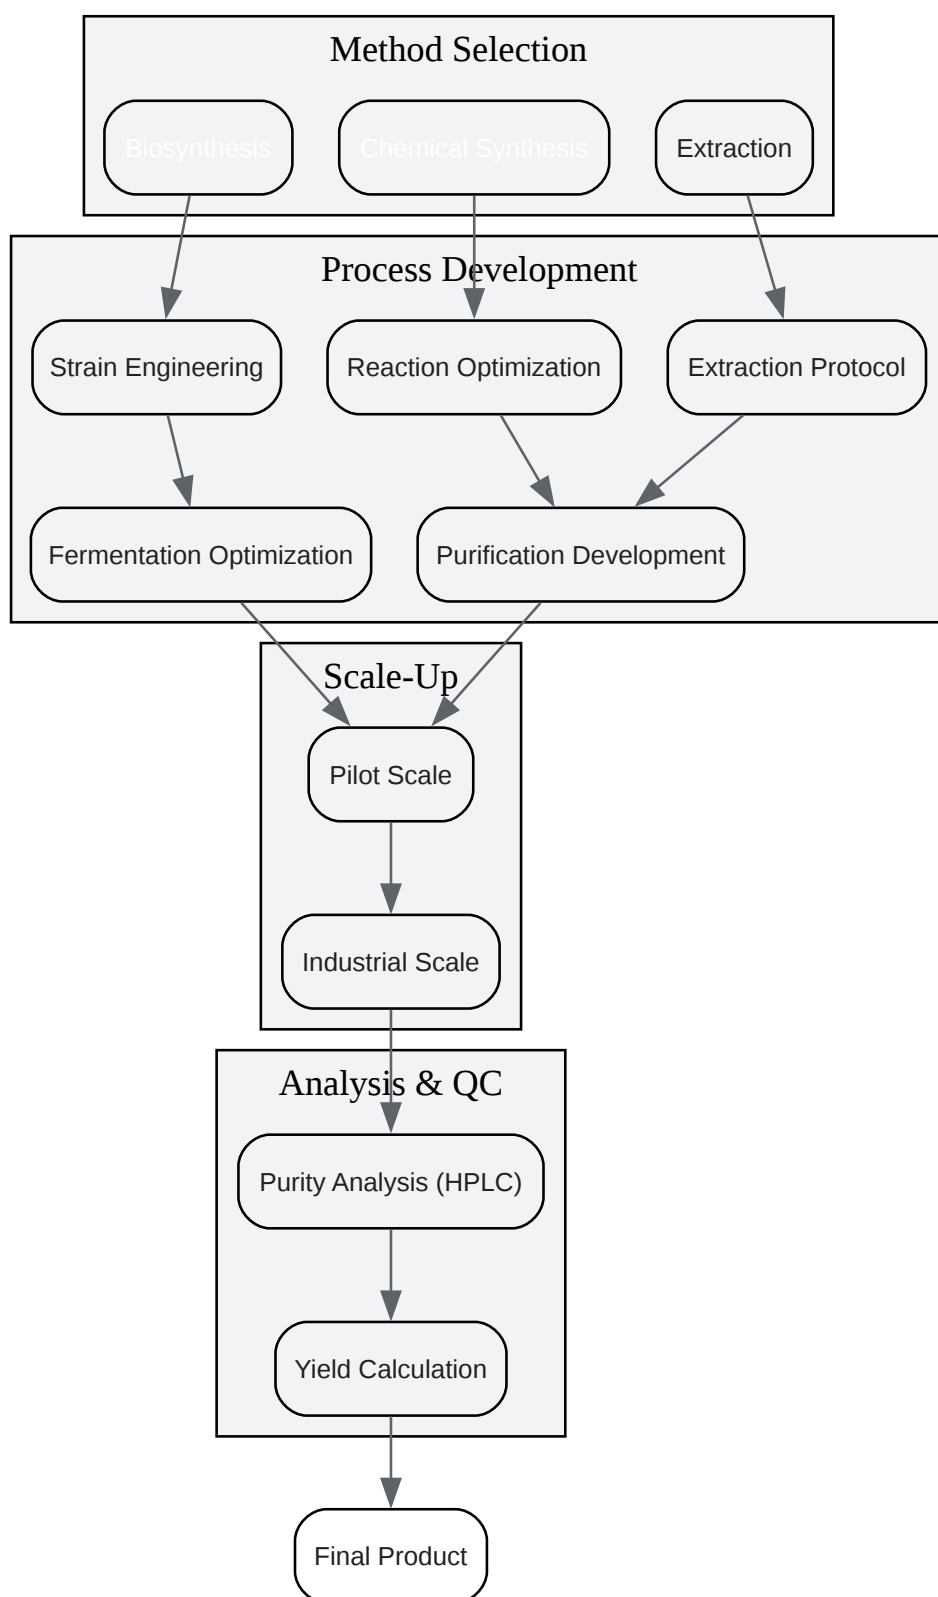 Method Selection
Biosynthesis
Chemical Synthesis
Extraction
Process Development
Strain Engineering
Reaction Optimization
Extraction Protocol
Fermentation Optimization
Purification Development
Scale-Up
Pilot Scale
Industrial Scale
Analysis & QC
Purity Analysis (HPLC)
Yield Calculation
Final Product